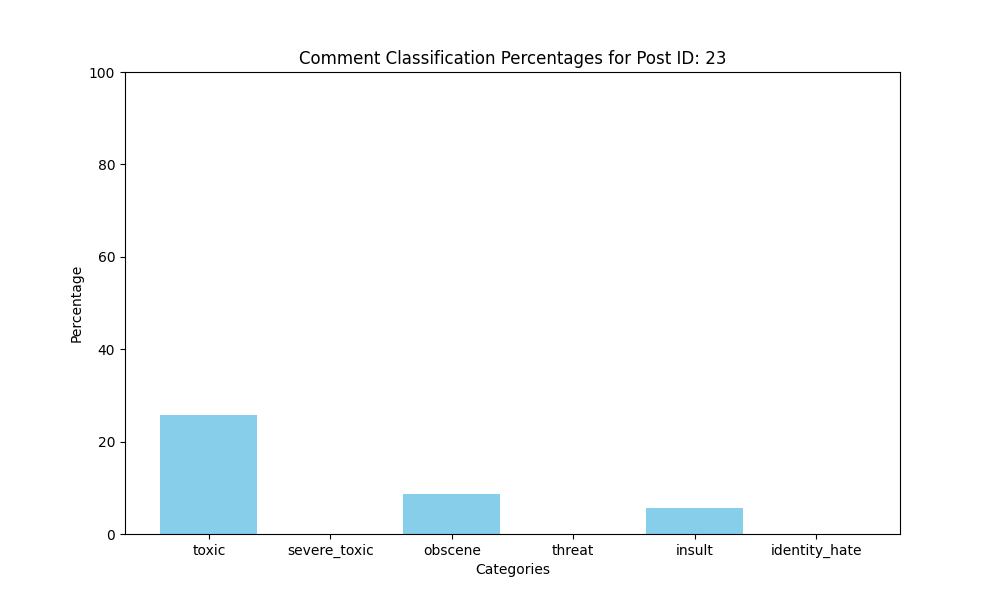 Comment Classification Percentages for Post ID: 23
100
80
60
40
20
0
Percentage
toxic severe_toxic obscene threat insult identity_hate
Categories